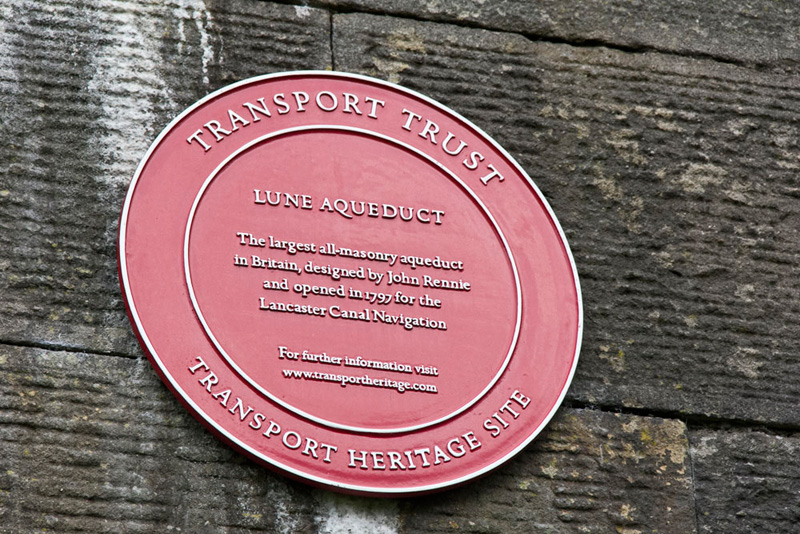 TRANSPORT TRUST
LUNE AQUEDUCT
The largest all-masonry aqueduct
in Britain, designed by John Rennie
and opened in 1797 for the
Lancaster Canal Navigation
For further information visit
www.transportheritage.com
TRANSPORT HERITAGE SITE